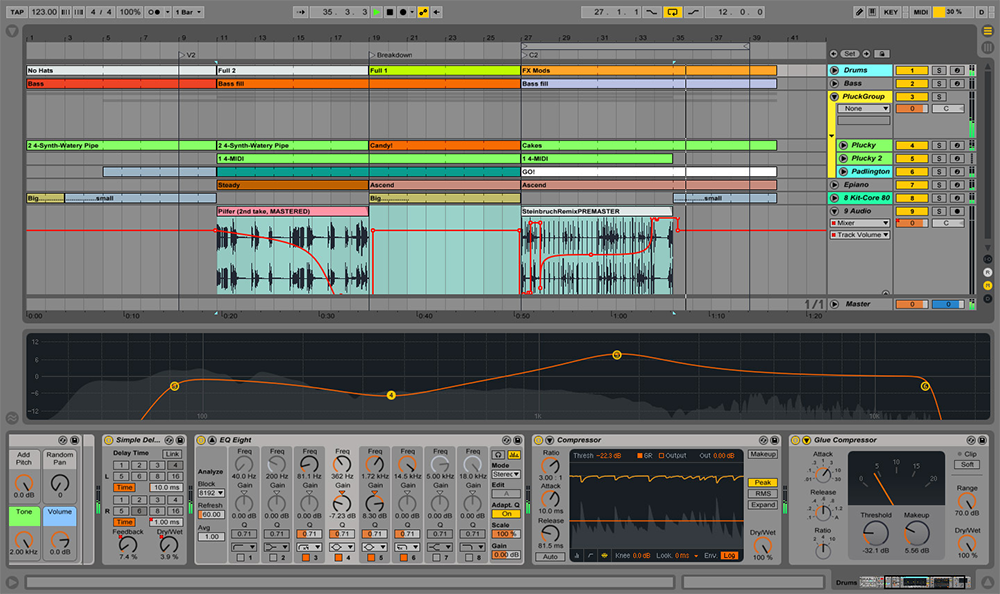 TAP 123.00 4 / 4 100% 1 Bar 35. 3. 3 27. 1. 1 12. 0. 0 KEY MIDI 30 % D
1 3 5 7 9 11 13 15 17 19 21 23 25 27 29 31 33 35 37 39 41
V2 Breakdown C2 Set
No Hats Full 2 Full 1 FX Mods Drums 1 S
Bass Bass fill Bass fill Bass 2 S
PluckGroup 3 S
None 0 C
2 4-Synth-Watery Pipe 2 4-Synth-Watery Pipe Candy! Cakes Plucky 4 S
1 4-MIDI 1 4-MIDI Plucky 2 5 S
GO! Padlington 6 S
Steady Ascend Ascend Epiano 7 S
Big... ...small Big... ...small 8 Kit-Core 80 8 S
Pilfer (2nd take, MASTERED) SteinbruchRemixPREMASTER 9 Audio 9 S
Mixer 0 C
Track Volume
1/1 Master 0 0
0:00 0:10 0:20 0:30 0:40 0:50 1:00 1:10 1:20
12
6
0
-6
-12
100 1k 10k
Simple Del... EQ Eight Compressor Glue Compressor
Add Pitch
Random Pan
0.0 dB 0
Tone Volume
2.00 kHz 0.0 dB
Delay Time Link
L 1 2 3 4
5 6 8 16
Time 10.0 ms
1 2 3 4
R 5 6 8 16
Time 1.00 ms
Feedback Dry/Wet
7.4 % 3.9 %
Analyze
Block
8192
Refresh
60.00
Avg
1.00
Freq Freq Freq Freq Freq Freq Freq Freq
40.0 Hz 200 Hz 81.1 Hz 362 Hz 1.72 kHz 14.5 kHz 5.00 kHz 18.0 kHz
Gain Gain Gain Gain Gain Gain Gain Gain
0.00 dB 0.00 dB 0.00 dB -7.23 dB 8.30 dB 0.00 dB 0.00 dB 0.00 dB
Q Q Q Q Q Q Q Q
0.71 0.71 0.71 0.71 0.71 0.71 0.71 0.71
1 2 3 4 5 6 7 8
Mode
Stereo
Edit
A
Adapt. Q
On
Scale
100 %
Gain
0.00 dB
Ratio
3.00 : 1
Attack
10.0 ms
Release
81.5 ms
Auto
Thresh -22.3 dB GR Output Out 0.00 dB
Knee 0.0 dB Look. 0 ms Env. Log
Makeup
Peak
RMS
Expand
Dry/Wet
100 %
Attack
Release
Ratio
0 5 10 15 20
Threshold Makeup
-32.1 dB 5.56 dB
Clip
Soft
Range
70.0 dB
Dry/Wet
100 %
Drums